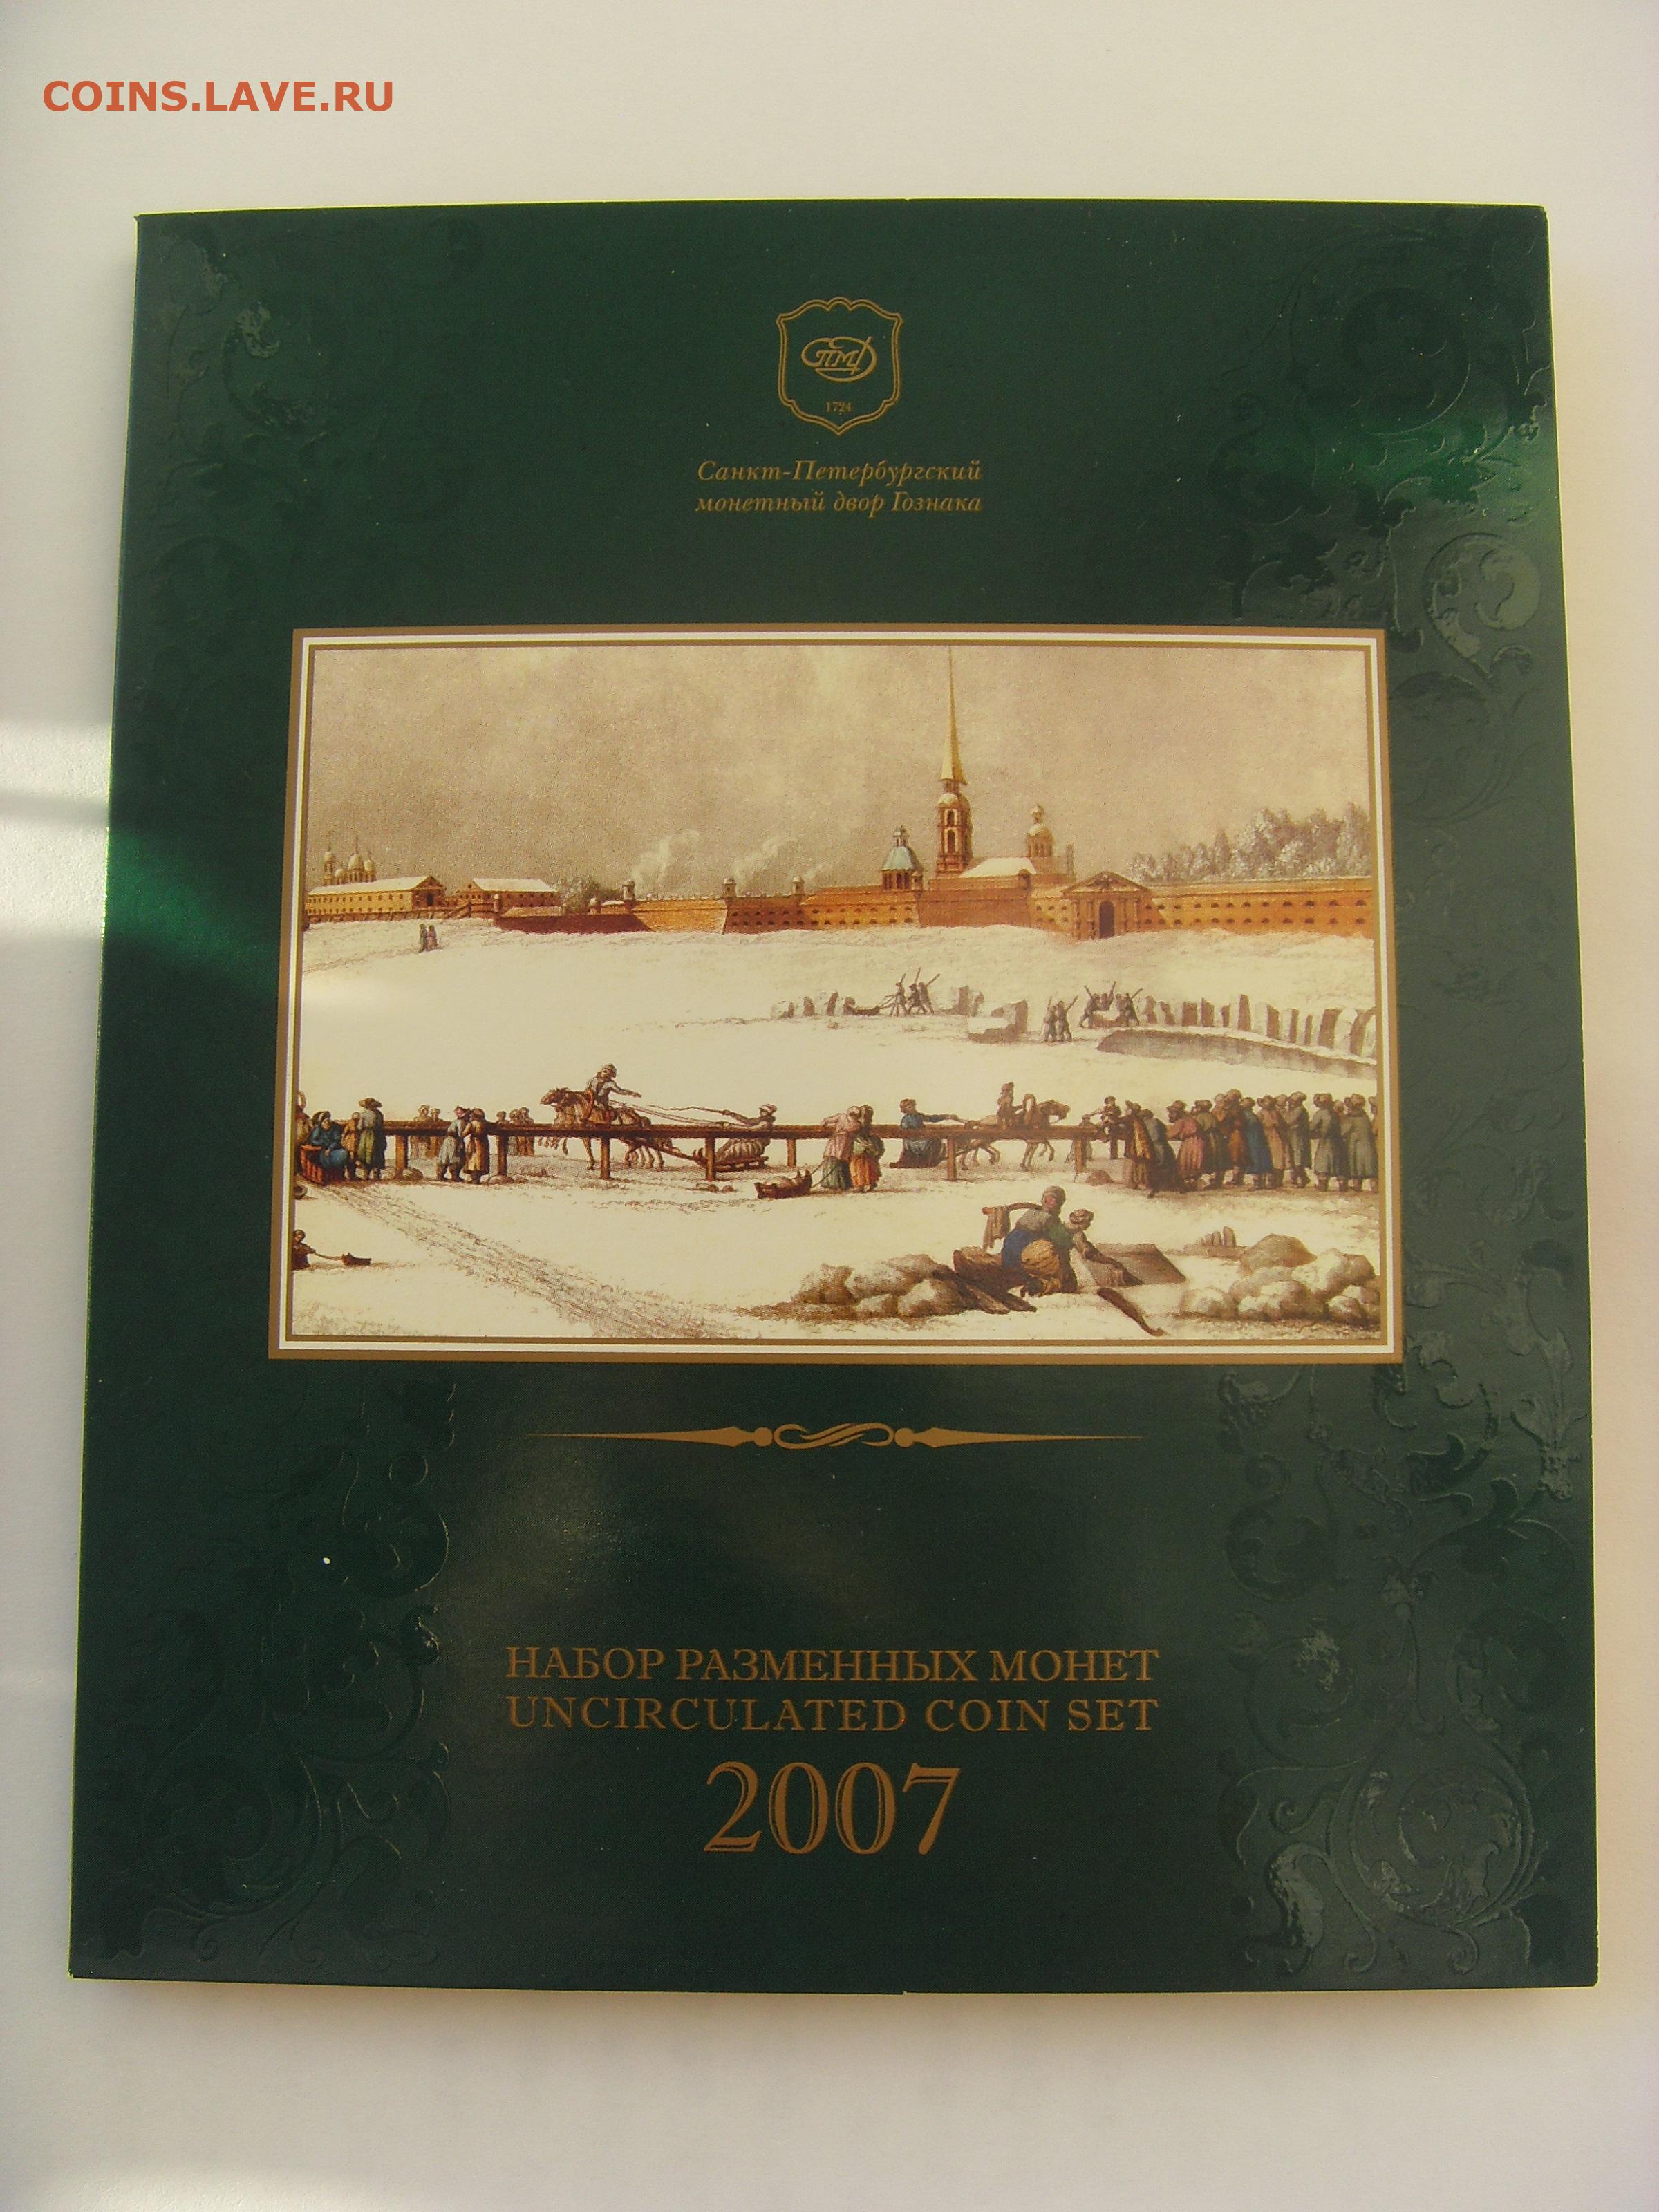 COINS.LAVE.RU
СПМД
1724
Санкт-Петербургский
монетный двор Гознака
НАБОР РАЗМЕННЫХ МОНЕТ
UNCIRCULATED COIN SET
2007